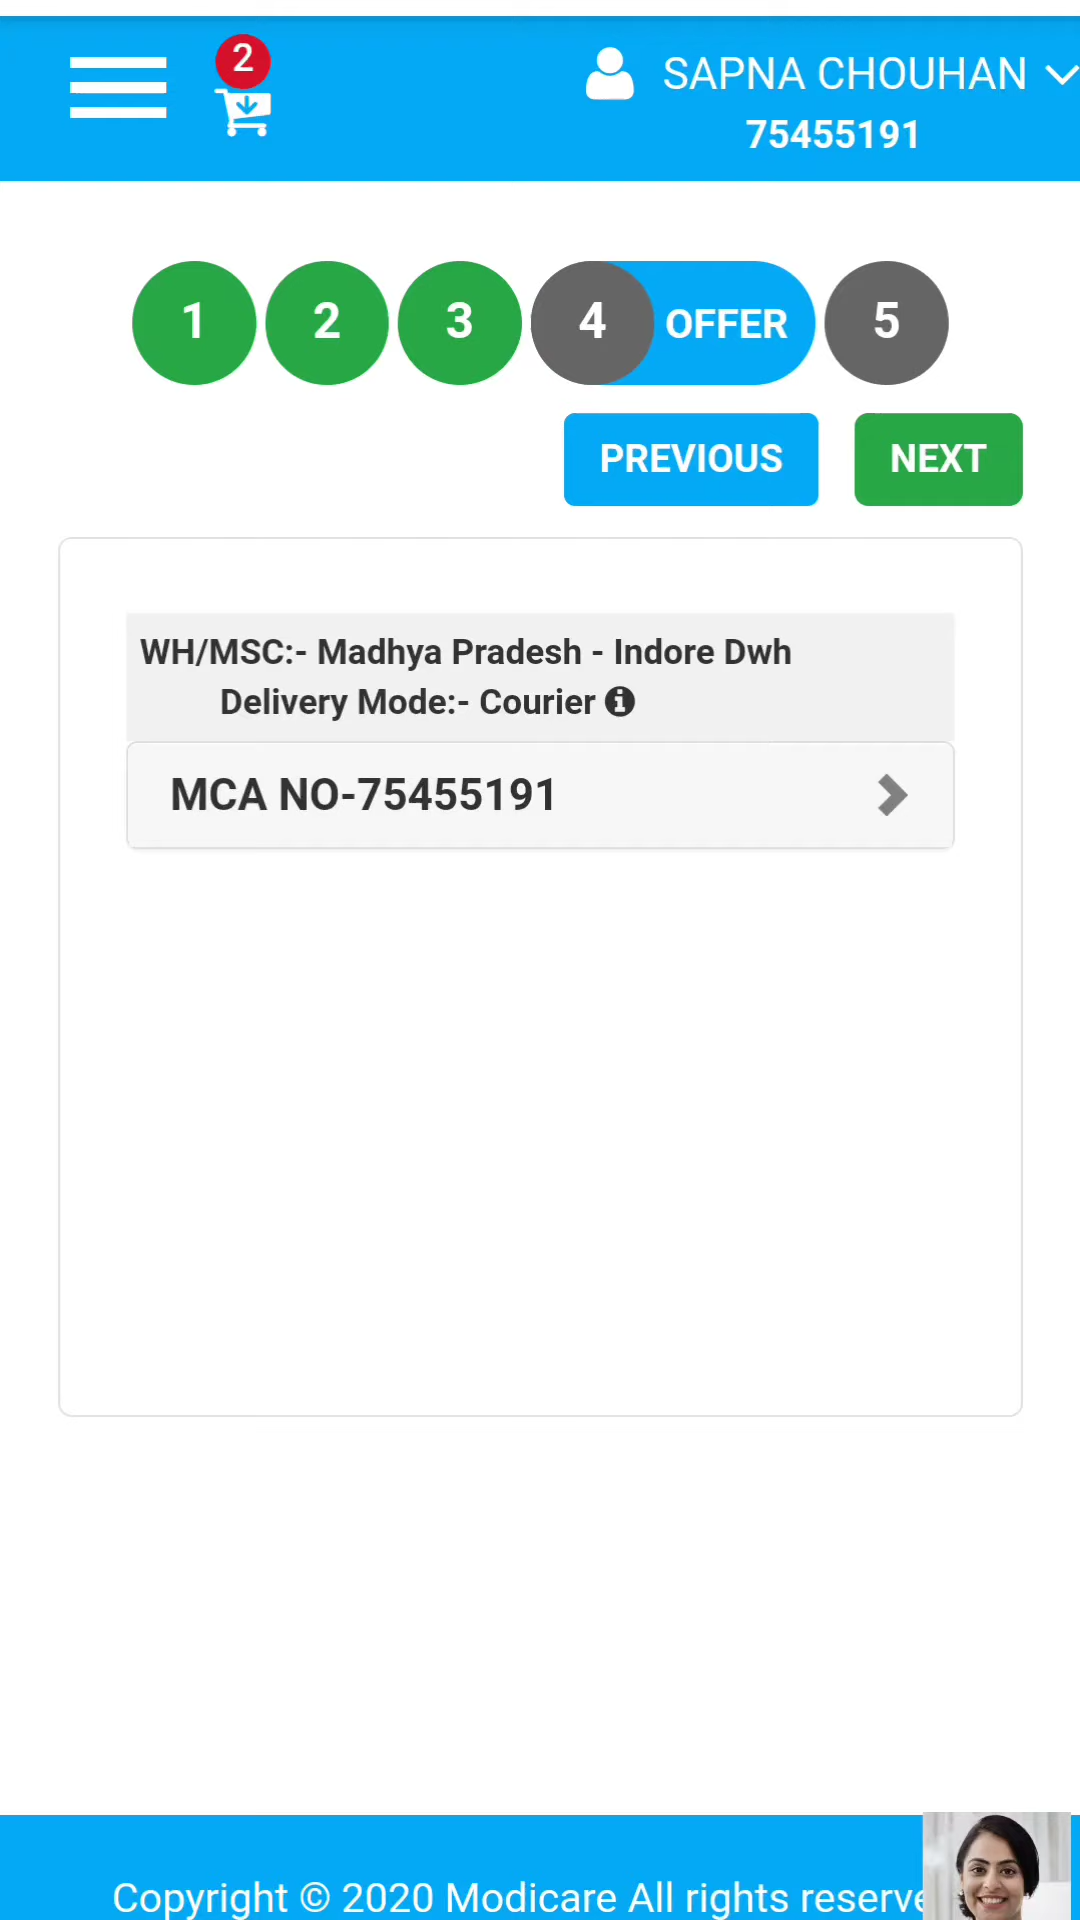 2
SAPNA CHOUHAN
75455191
1 2 3 4 OFFER 5
PREVIOUS NEXT
WH/MSC:- Madhya Pradesh - Indore Dwh
Delivery Mode:- Courier
MCA NO-75455191
Copyright © 2020 Modicare All rights reserve